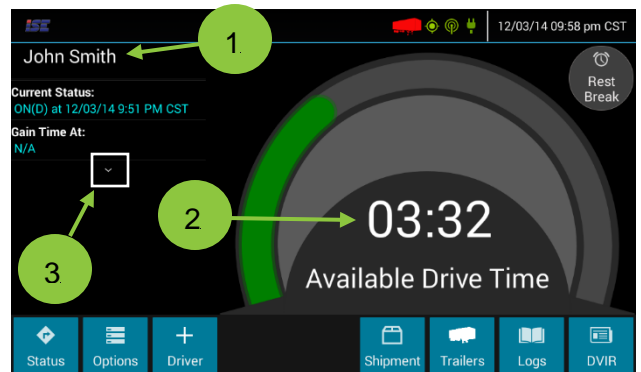 ISE
12/03/14 09:58 pm CST
1.
John Smith
Rest
Break
Current Status:
ON(D) at 12/03/14 9:51 PM CST
Gain Time At:
N/A
2.
03:32
3.
Available Drive Time
Status
Options
Driver
Shipment
Trailers
Logs
DVIR